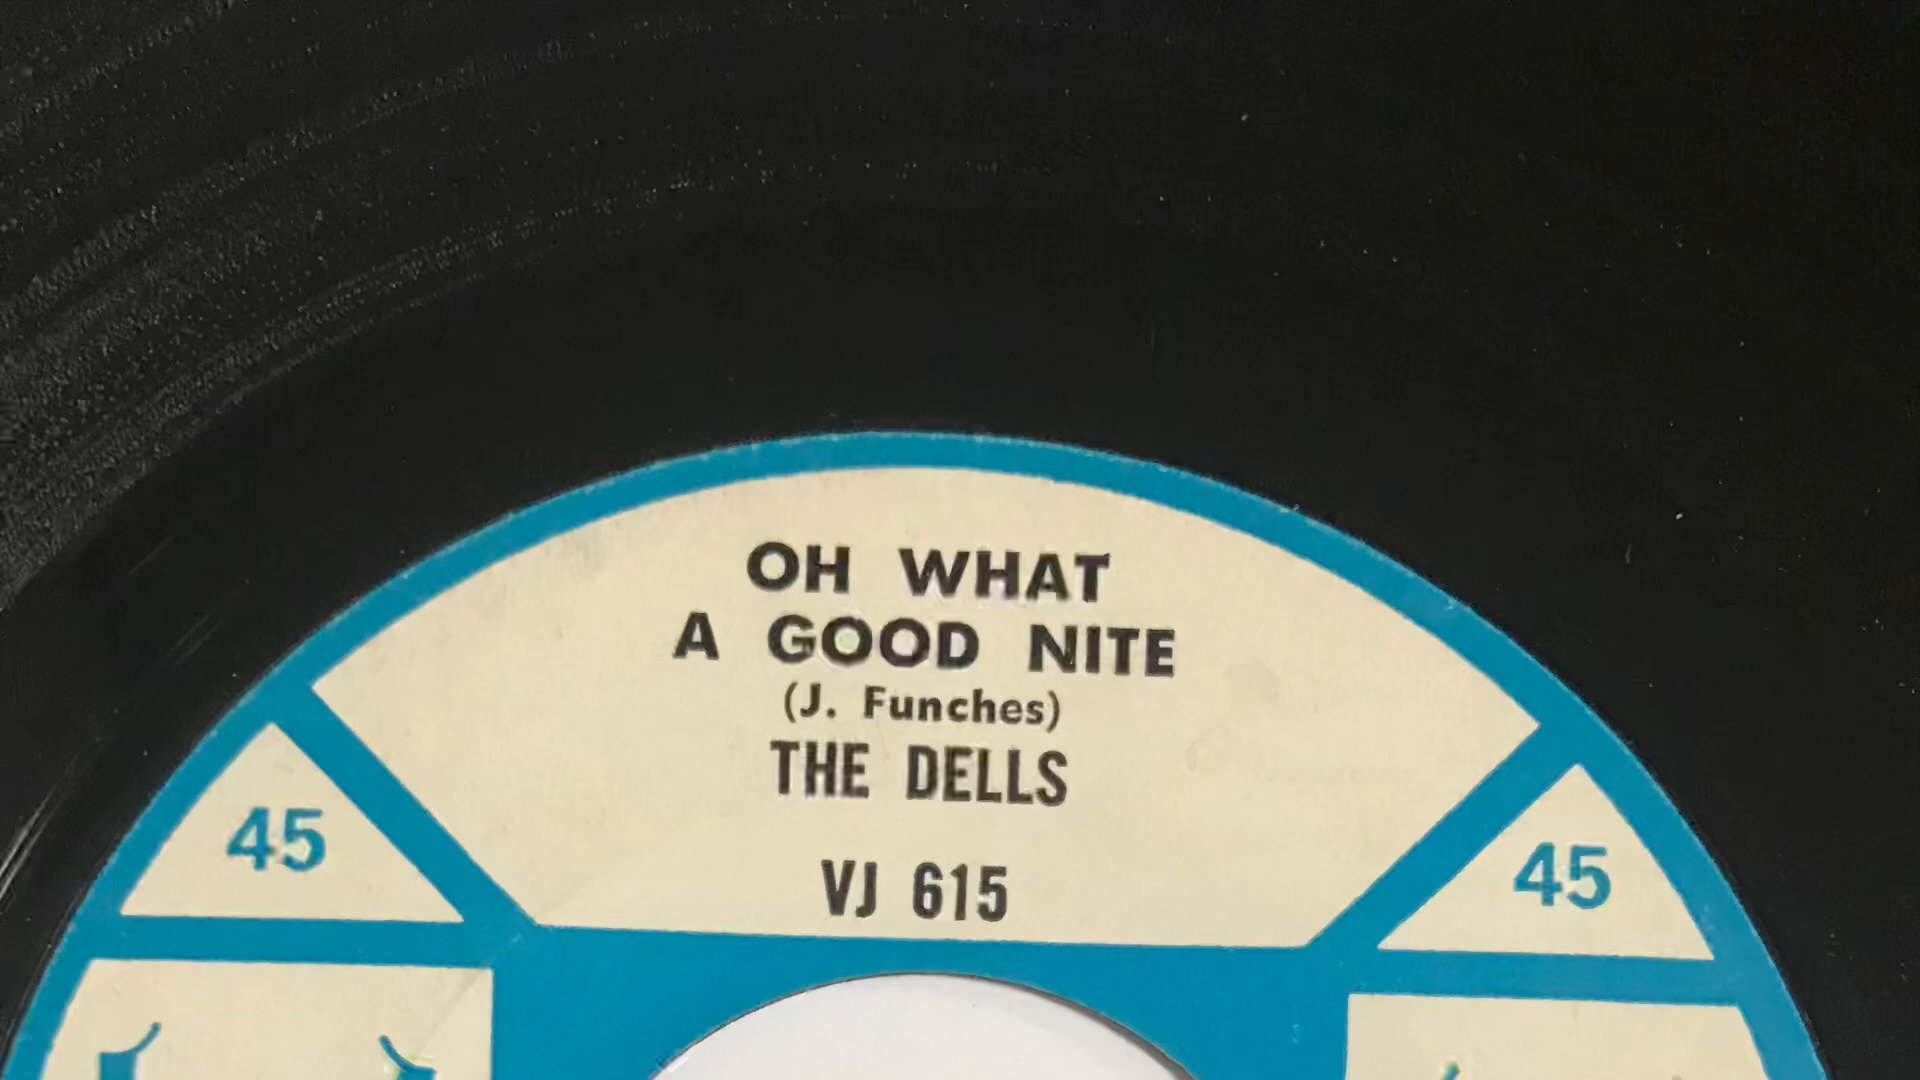 OH WHAT
A GOOD NITE
(J. Funches)
THE DELLS
45
45
VJ 615